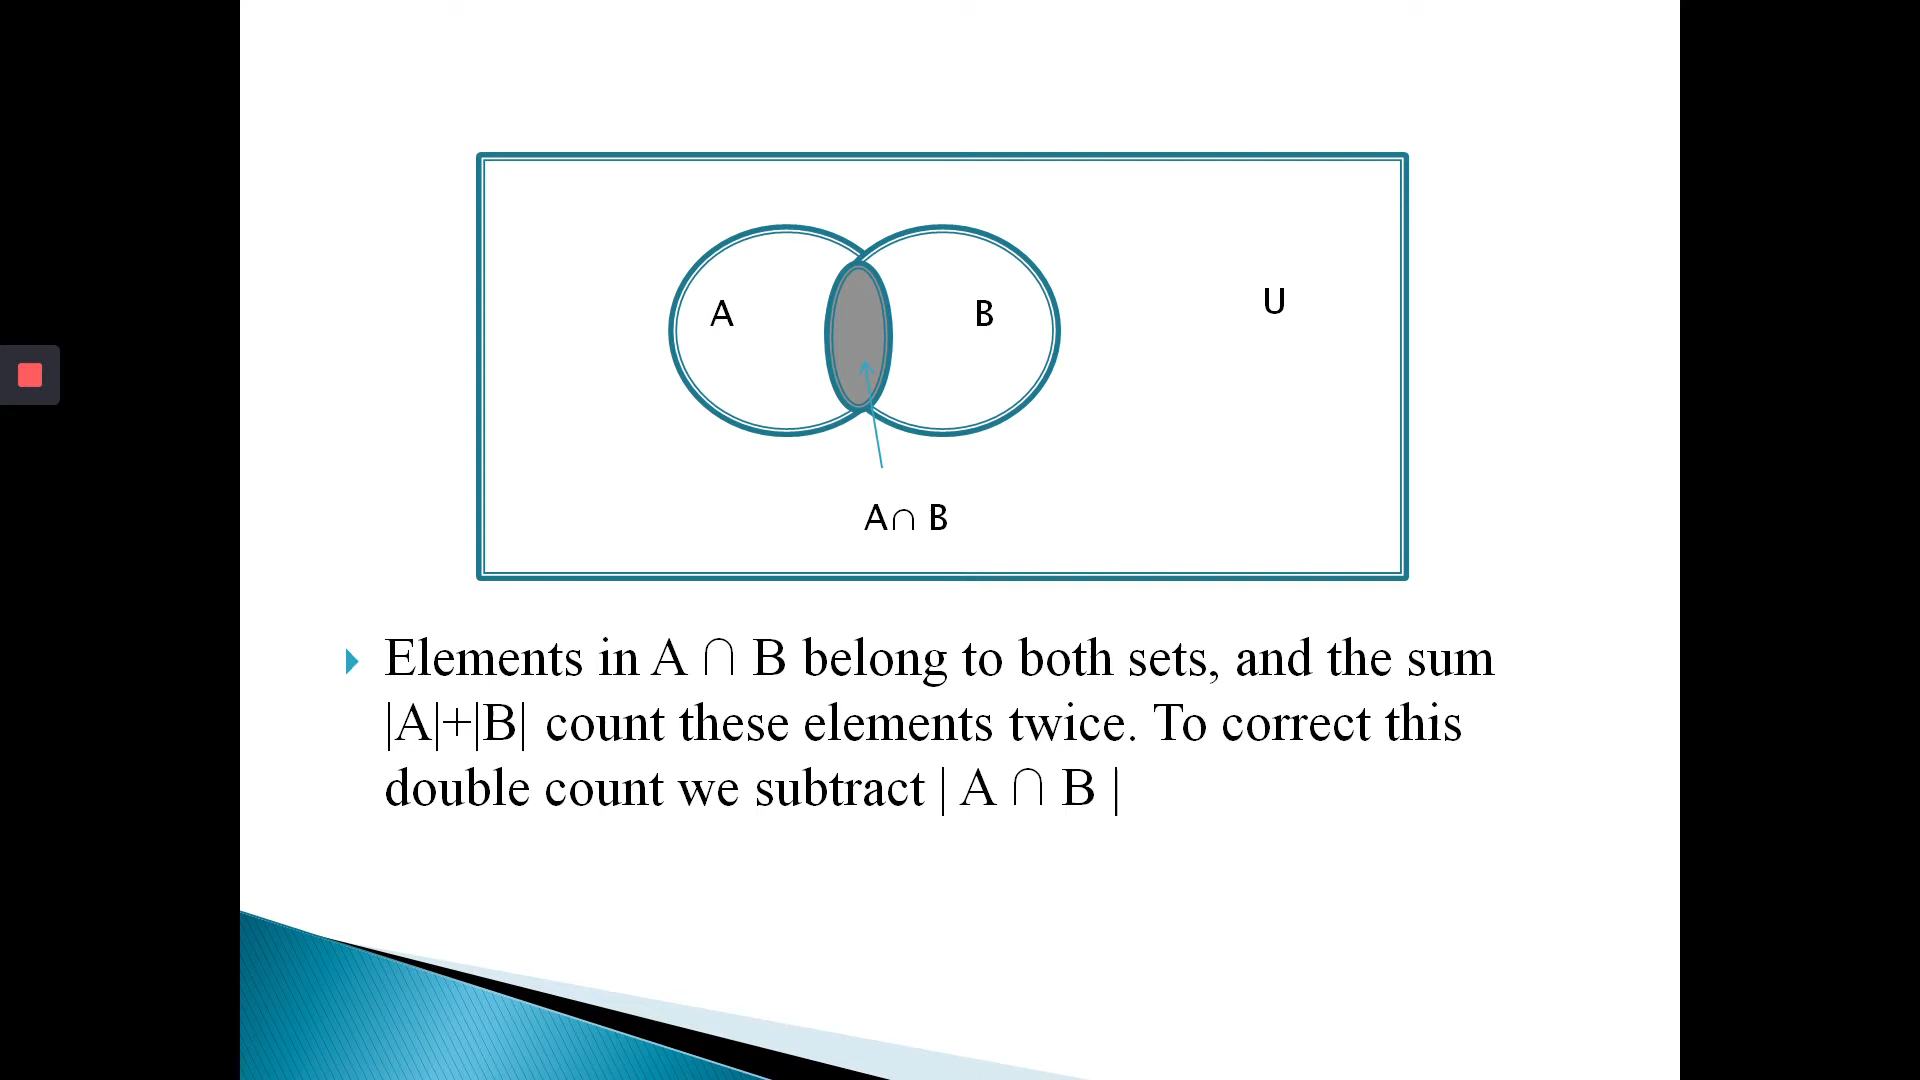 A
B
U
A∩ B
Elements in A ∩ B belong to both sets, and the sum
|A|+|B| count these elements twice. To correct this
double count we subtract | A ∩ B |